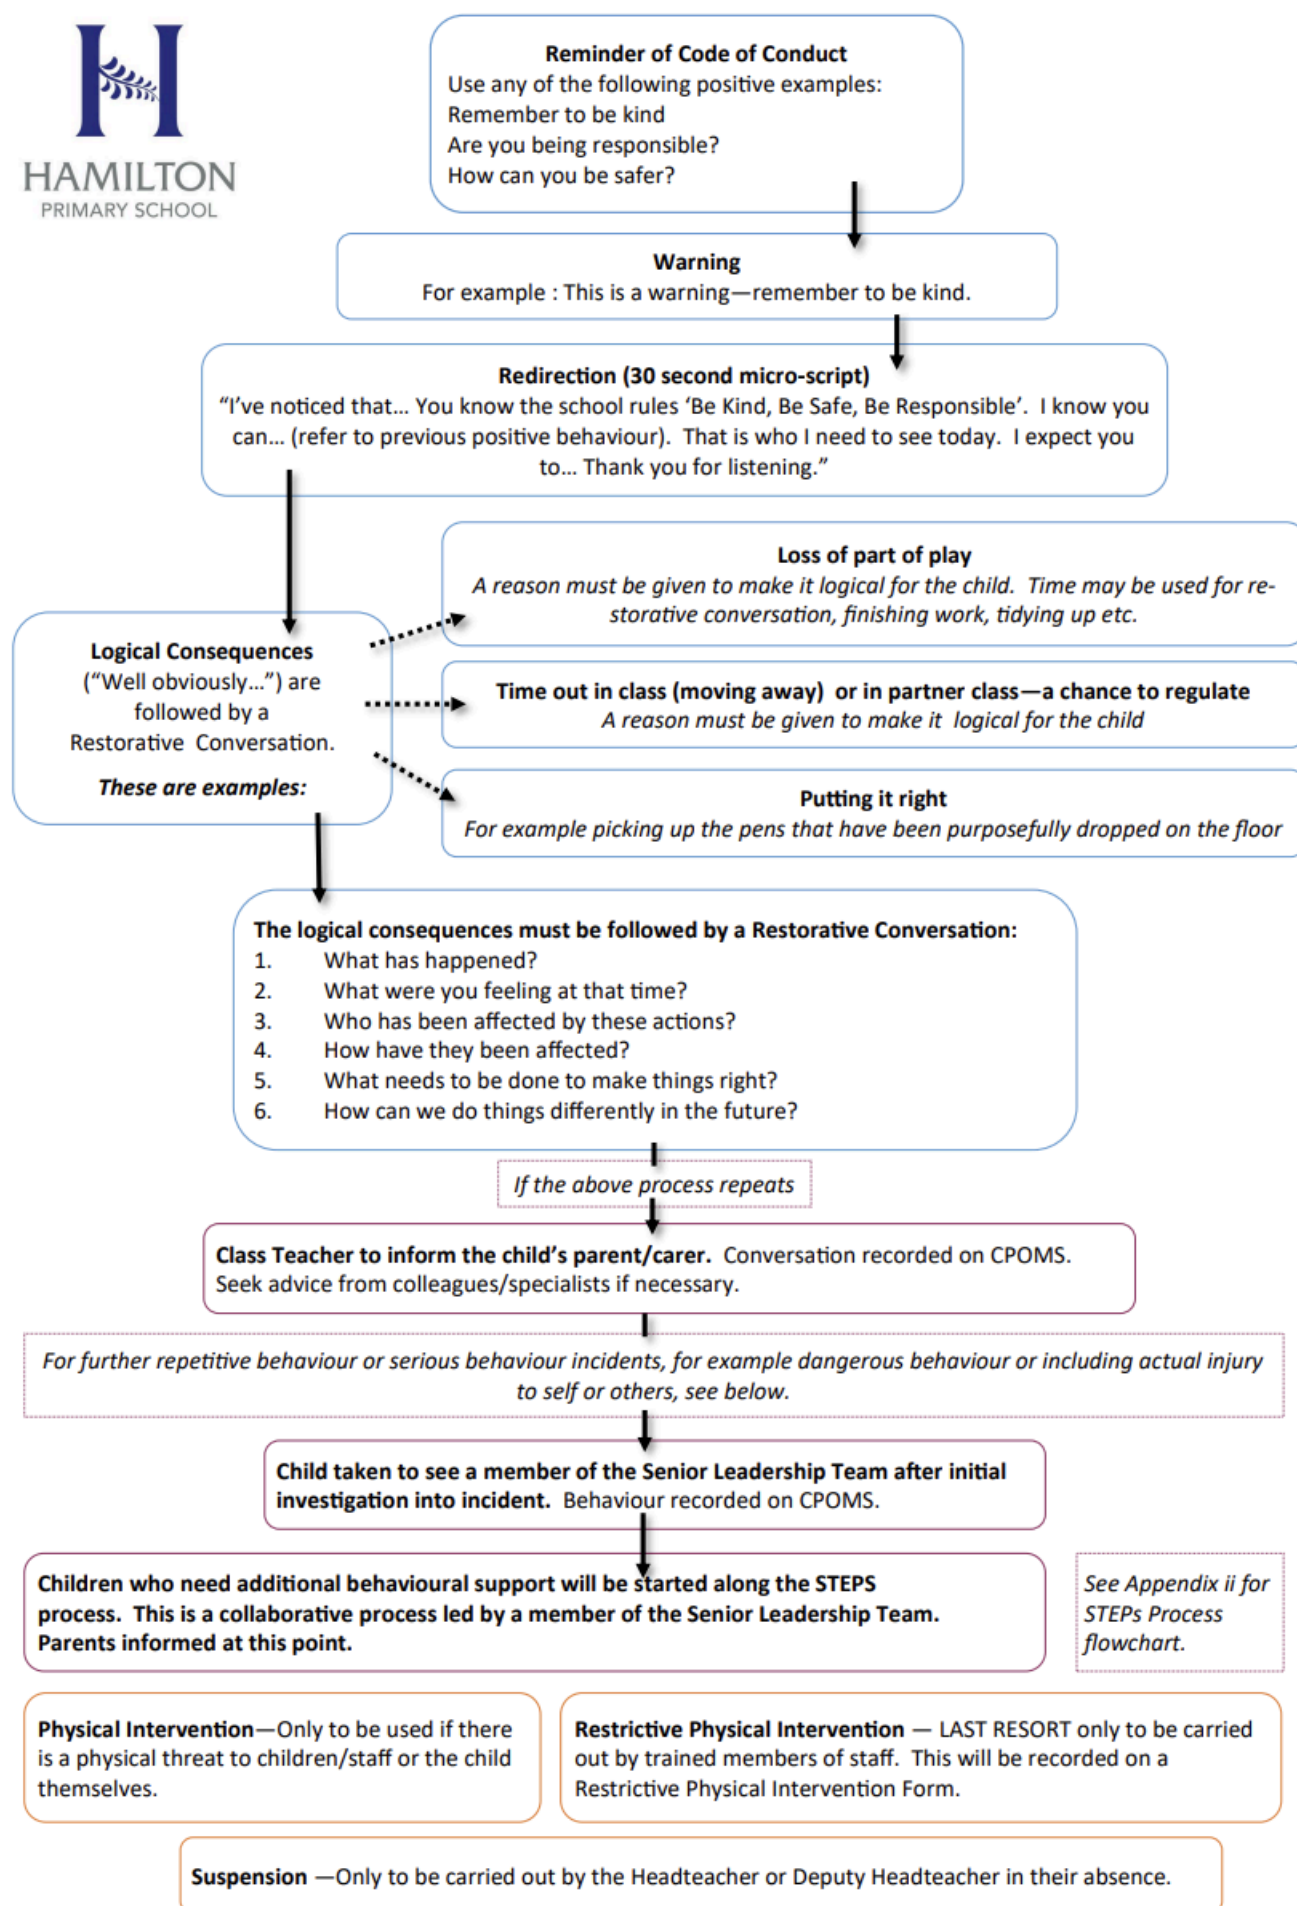 HAMILTON
PRIMARY SCHOOL
Reminder of Code of Conduct
Use any of the following positive examples:
Remember to be kind
Are you being responsible?
How can you be safer?
Warning
For example : This is a warning—remember to be kind.
Redirection (30 second micro-script)
“I’ve noticed that... You know the school rules ‘Be Kind, Be Safe, Be Responsible’.  I know you
can... (refer to previous positive behaviour).  That is who I need to see today.  I expect you
to... Thank you for listening.”
Logical Consequences
(“Well obviously...”) are
followed by a
Restorative  Conversation.
These are examples:
Loss of part of play
A reason must be given to make it logical for the child.  Time may be used for re-
storative conversation, finishing work, tidying up etc.
Time out in class (moving away)  or in partner class—a chance to regulate
A reason must be given to make it  logical for the child
Putting it right
For example picking up the pens that have been purposefully dropped on the floor
The logical consequences must be followed by a Restorative Conversation:
1. What has happened?
2. What were you feeling at that time?
3. Who has been affected by these actions?
4. How have they been affected?
5. What needs to be done to make things right?
6. How can we do things differently in the future?
If the above process repeats
Class Teacher to inform the child’s parent/carer.  Conversation recorded on CPOMS.
Seek advice from colleagues/specialists if necessary.
For further repetitive behaviour or serious behaviour incidents, for example dangerous behaviour or including actual injury
to self or others, see below.
Child taken to see a member of the Senior Leadership Team after initial
investigation into incident.  Behaviour recorded on CPOMS.
Children who need additional behavioural support will be started along the STEPS
process.  This is a collaborative process led by a member of the Senior Leadership Team.
Parents informed at this point.
See Appendix ii for
STEPs Process
flowchart.
Physical Intervention—Only to be used if there
is a physical threat to children/staff or the child
themselves.
Restrictive Physical Intervention — LAST RESORT only to be carried
out by trained members of staff.  This will be recorded on a
Restrictive Physical Intervention Form.
Suspension —Only to be carried out by the Headteacher or Deputy Headteacher in their absence.